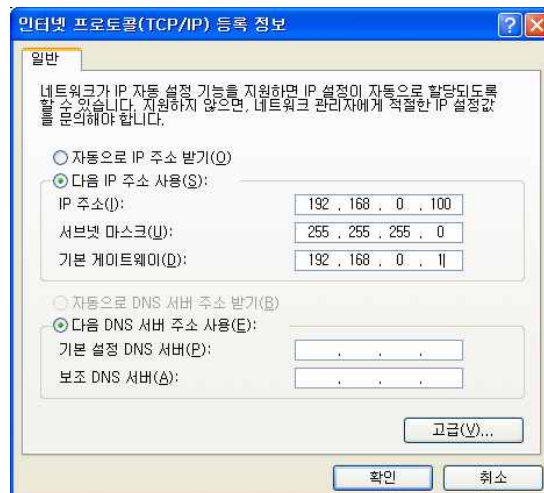 인터넷 프로토콜(TCP/IP) 등록 정보
일반
네트워크가 IP 자동 설정 기능을 지원하면 IP 설정이 자동으로 할당되도록
할 수 있습니다. 지원하지 않으면, 네트워크 관리자에게 적절한 IP 설정값
을 문의해야 합니다.
자동으로 IP 주소 받기(O)
다음 IP 주소 사용(S):
IP 주소(I): 192 . 168 . 0 . 100
서브넷 마스크(U): 255 . 255 . 255 . 0
기본 게이트웨이(D): 192 . 168 . 0 . 1
자동으로 DNS 서버 주소 받기(B)
다음 DNS 서버 주소 사용(E):
기본 설정 DNS 서버(P): . . .
보조 DNS 서버(A): . . .
고급(V)...
확인 취소